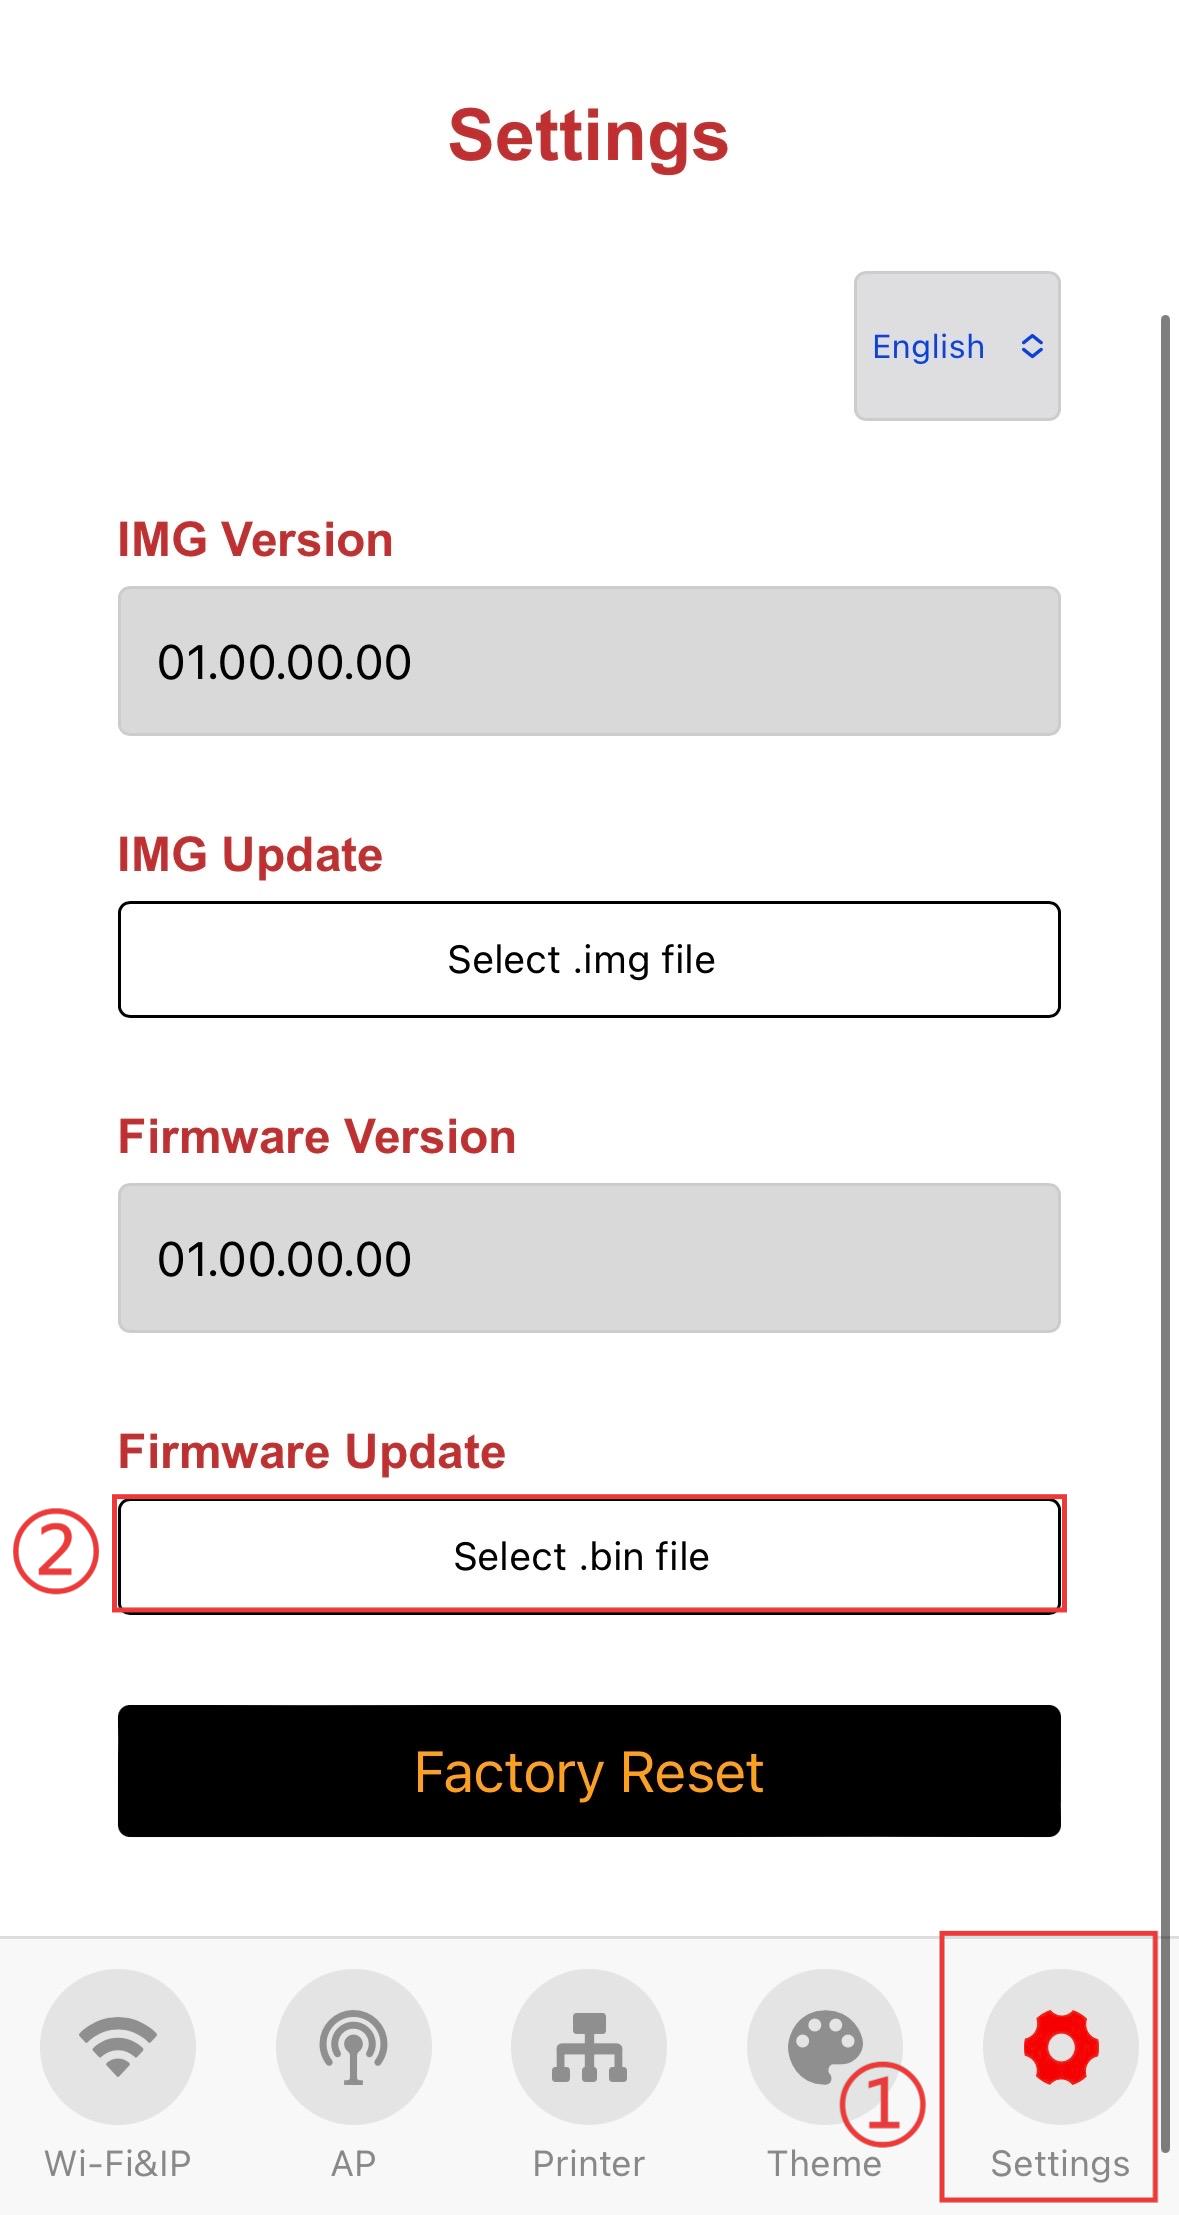 Settings
English
IMG Version
01.00.00.00
IMG Update
Select .img file
Firmware Version
01.00.00.00
Firmware Update
② Select .bin file
Factory Reset
①
Wi-Fi&IP AP Printer Theme Settings